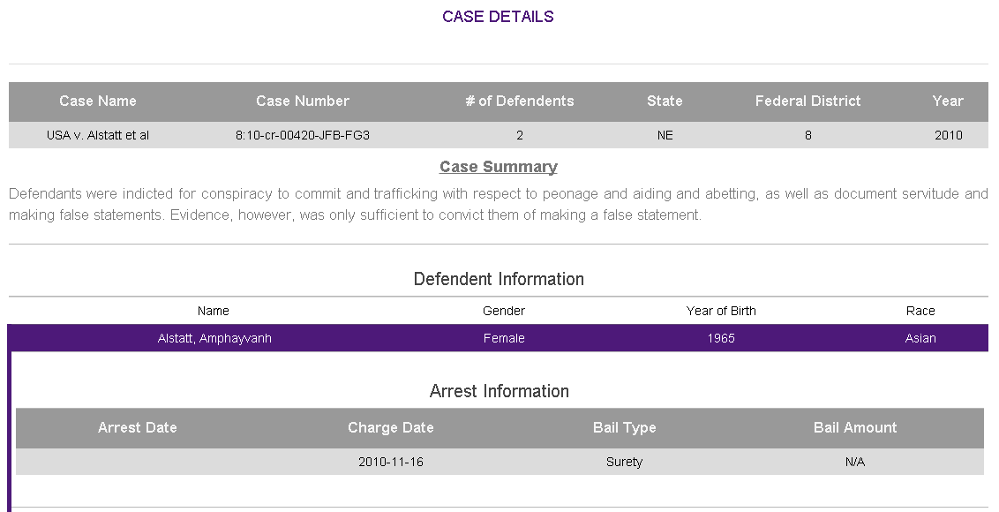 CASE DETAILS
Case Name Case Number # of Defendents State Federal District Year
USA v. Alstatt et al 8:10-cr-00420-JFB-FG3 2 NE 8 2010
Case Summary
Defendants were indicted for conspiracy to commit and trafficking with respect to peonage and aiding and abetting, as well as document servitude and
making false statements. Evidence, however, was only sufficient to convict them of making a false statement.
Defendent Information
Name Gender Year of Birth Race
Alstatt, Amphayvanh Female 1965 Asian
Arrest Information
Arrest Date Charge Date Bail Type Bail Amount
2010-11-16 Surety N/A